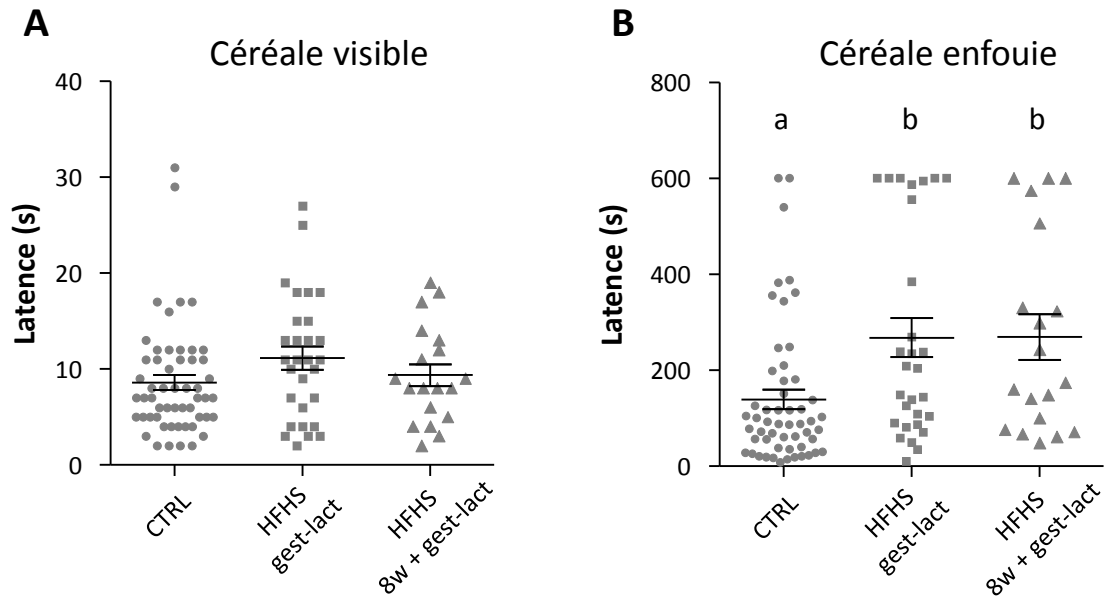 A
Céréale visible
Latence (s)
40
30
20
10
0
CTRL
HFHS
gest-lact
HFHS
8w + gest-lact
B
Céréale enfouie
Latence (s)
800
600
400
200
0
a
b
b
CTRL
HFHS
gest-lact
HFHS
8w + gest-lact